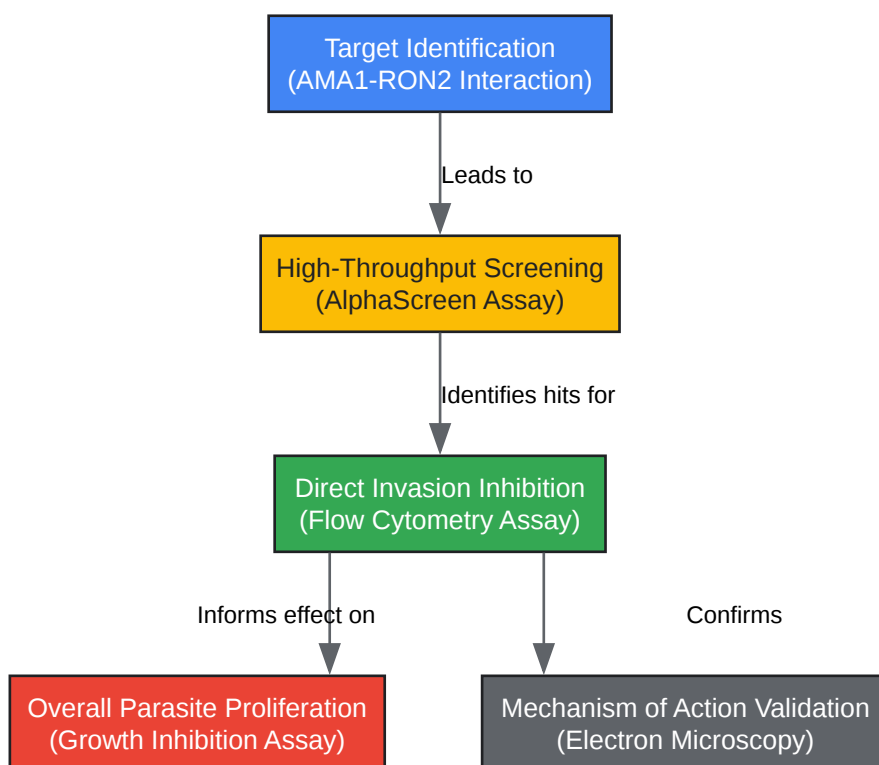 Target Identification
(AMA1-RON2 Interaction)
Leads to
High-Throughput Screening
(AlphaScreen Assay)
Identifies hits for
Direct Invasion Inhibition
(Flow Cytometry Assay)
Informs effect on
Confirms
Overall Parasite Proliferation
(Growth Inhibition Assay)
Mechanism of Action Validation
(Electron Microscopy)